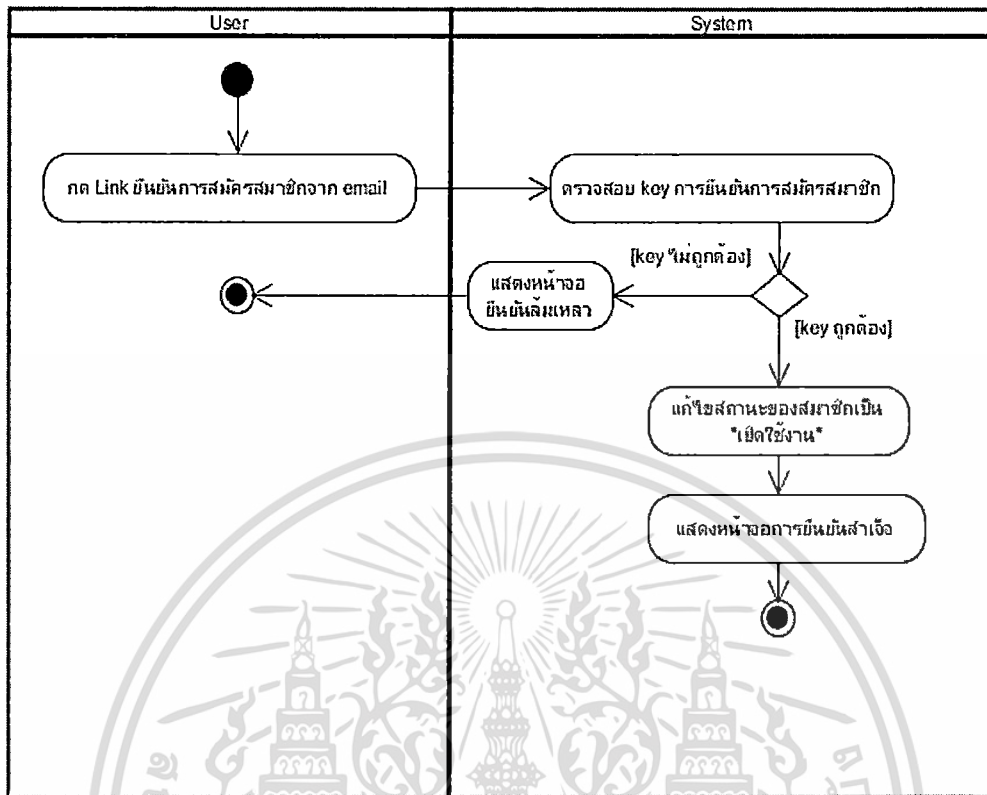 User
System
กด Link ยืนยันการสมัครสมาชิกจาก email
ตรวจสอบ key การยืนยันการสมัครสมาชิก
[key ไม่ถูกต้อง]
แสดงหน้าจอ
ยืนยันล้มเหลว
[key ถูกต้อง]
แก้ไขสถานะของสมาชิกเป็น
"เปิดใช้งาน"
แสดงหน้าจอการยืนยันสำเร็จ